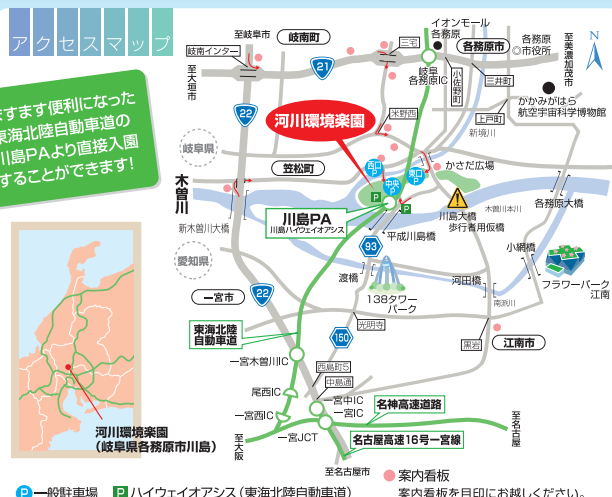 アクセスマップ
ますます便利になった
東海北陸自動車道の
川島PAより直接入園
することができます!
至岐阜市
岐南町
岐南インター
至大垣市
21
22
三宅
イオンモール
各務原
各務原市
各務原
◎市役所
至美濃加茂市
N
岐阜
各務原IC
小佐野町
三井町
かかみがはら
航空宇宙科学博物館
上戸町
米野西
新境川
河川環境楽園
岐阜県
笠松町
西口
P
中央
P
東口
P
かさだ広場
P
P
木曽川
新木曽川大橋
川島PA
川島ハイウェイオアシス
平成川島橋
川島大橋
歩行者用仮橋
木曽川本川
各務原大橋
愛知県
93
渡橋
138タワー
パーク
河田橋
小網橋
南派川
フラワーパーク
江南
一宮市
22
東海北陸
自動車道
光明寺
150
黒岩
江南市
一宮木曽川IC
西島町5
中島通
尾西IC
一宮西IC
一宮中IC
一宮IC
名神高速道路
一宮JCT
名古屋高速16号一宮線
至大阪
至名古屋
至名古屋市
河川環境楽園
(岐阜県各務原市川島)
P 一般駐車場
P ハイウェイオアシス(東海北陸自動車道)
案内看板
案内看板を目印にお越しください。